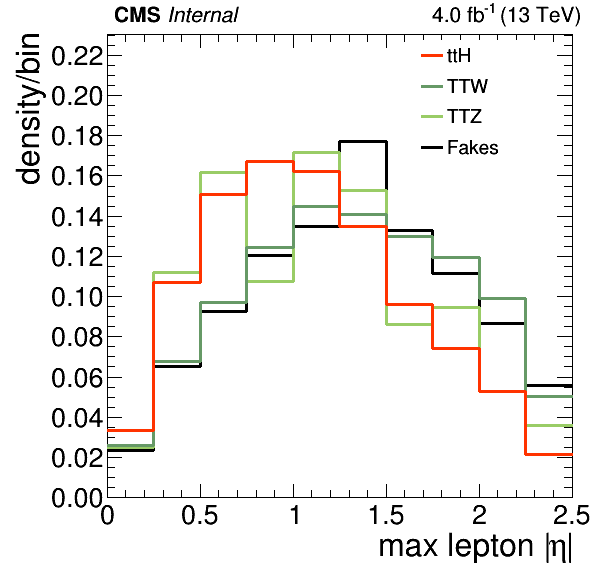 CMS Internal 4.0 fb⁻¹ (13 TeV)
density/bin
0.22
0.20
0.18
0.16
0.14
0.12
0.10
0.08
0.06
0.04
0.02
0.00
ttH
TTW
TTZ
Fakes
0 0.5 1 1.5 2 2.5
max lepton |η|